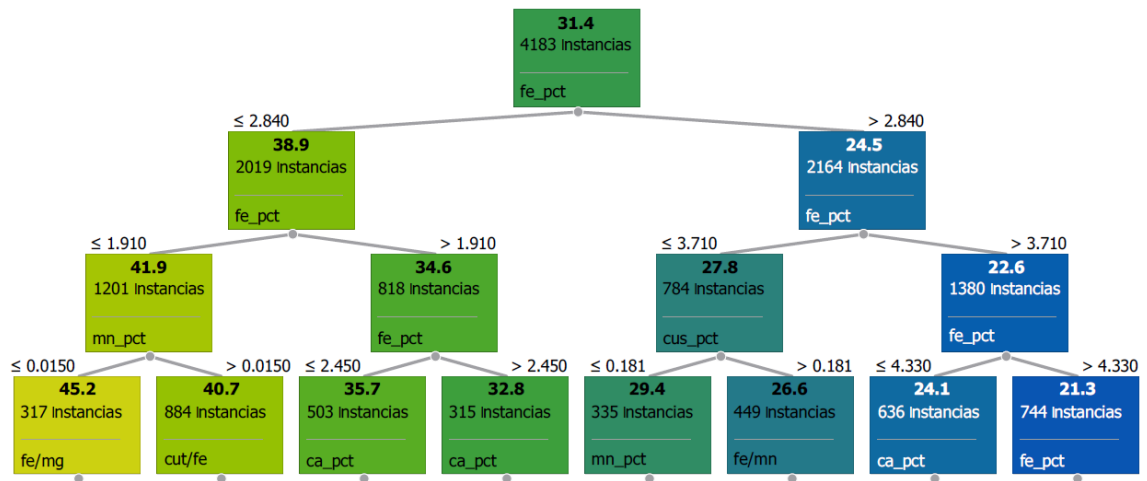 31.4
4183 instancias
fe_pct
≤ 2.840
> 2.840
38.9
2019 instancias
fe_pct
24.5
2164 instancias
fe_pct
≤ 1.910
> 1.910
≤ 3.710
> 3.710
41.9
1201 instancias
mn_pct
34.6
818 instancias
fe_pct
27.8
784 instancias
cus_pct
22.6
1380 instancias
fe_pct
≤ 0.0150
> 0.0150
≤ 2.450
> 2.450
≤ 0.181
> 0.181
≤ 4.330
> 4.330
45.2
317 instancias
fe/mg
40.7
884 instancias
cut/fe
35.7
503 instancias
ca_pct
32.8
315 instancias
ca_pct
29.4
335 instancias
mn_pct
26.6
449 instancias
fe/mn
24.1
636 instancias
ca_pct
21.3
744 instancias
fe_pct